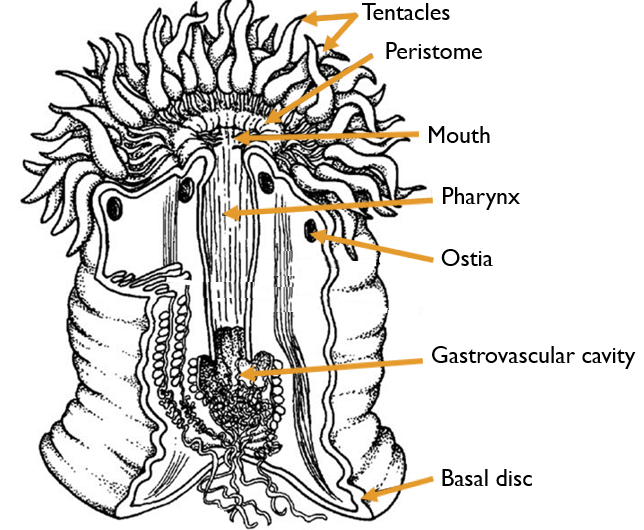 Tentacles
Peristome
Mouth
Pharynx
Ostia
Gastrovascular cavity
Basal disc